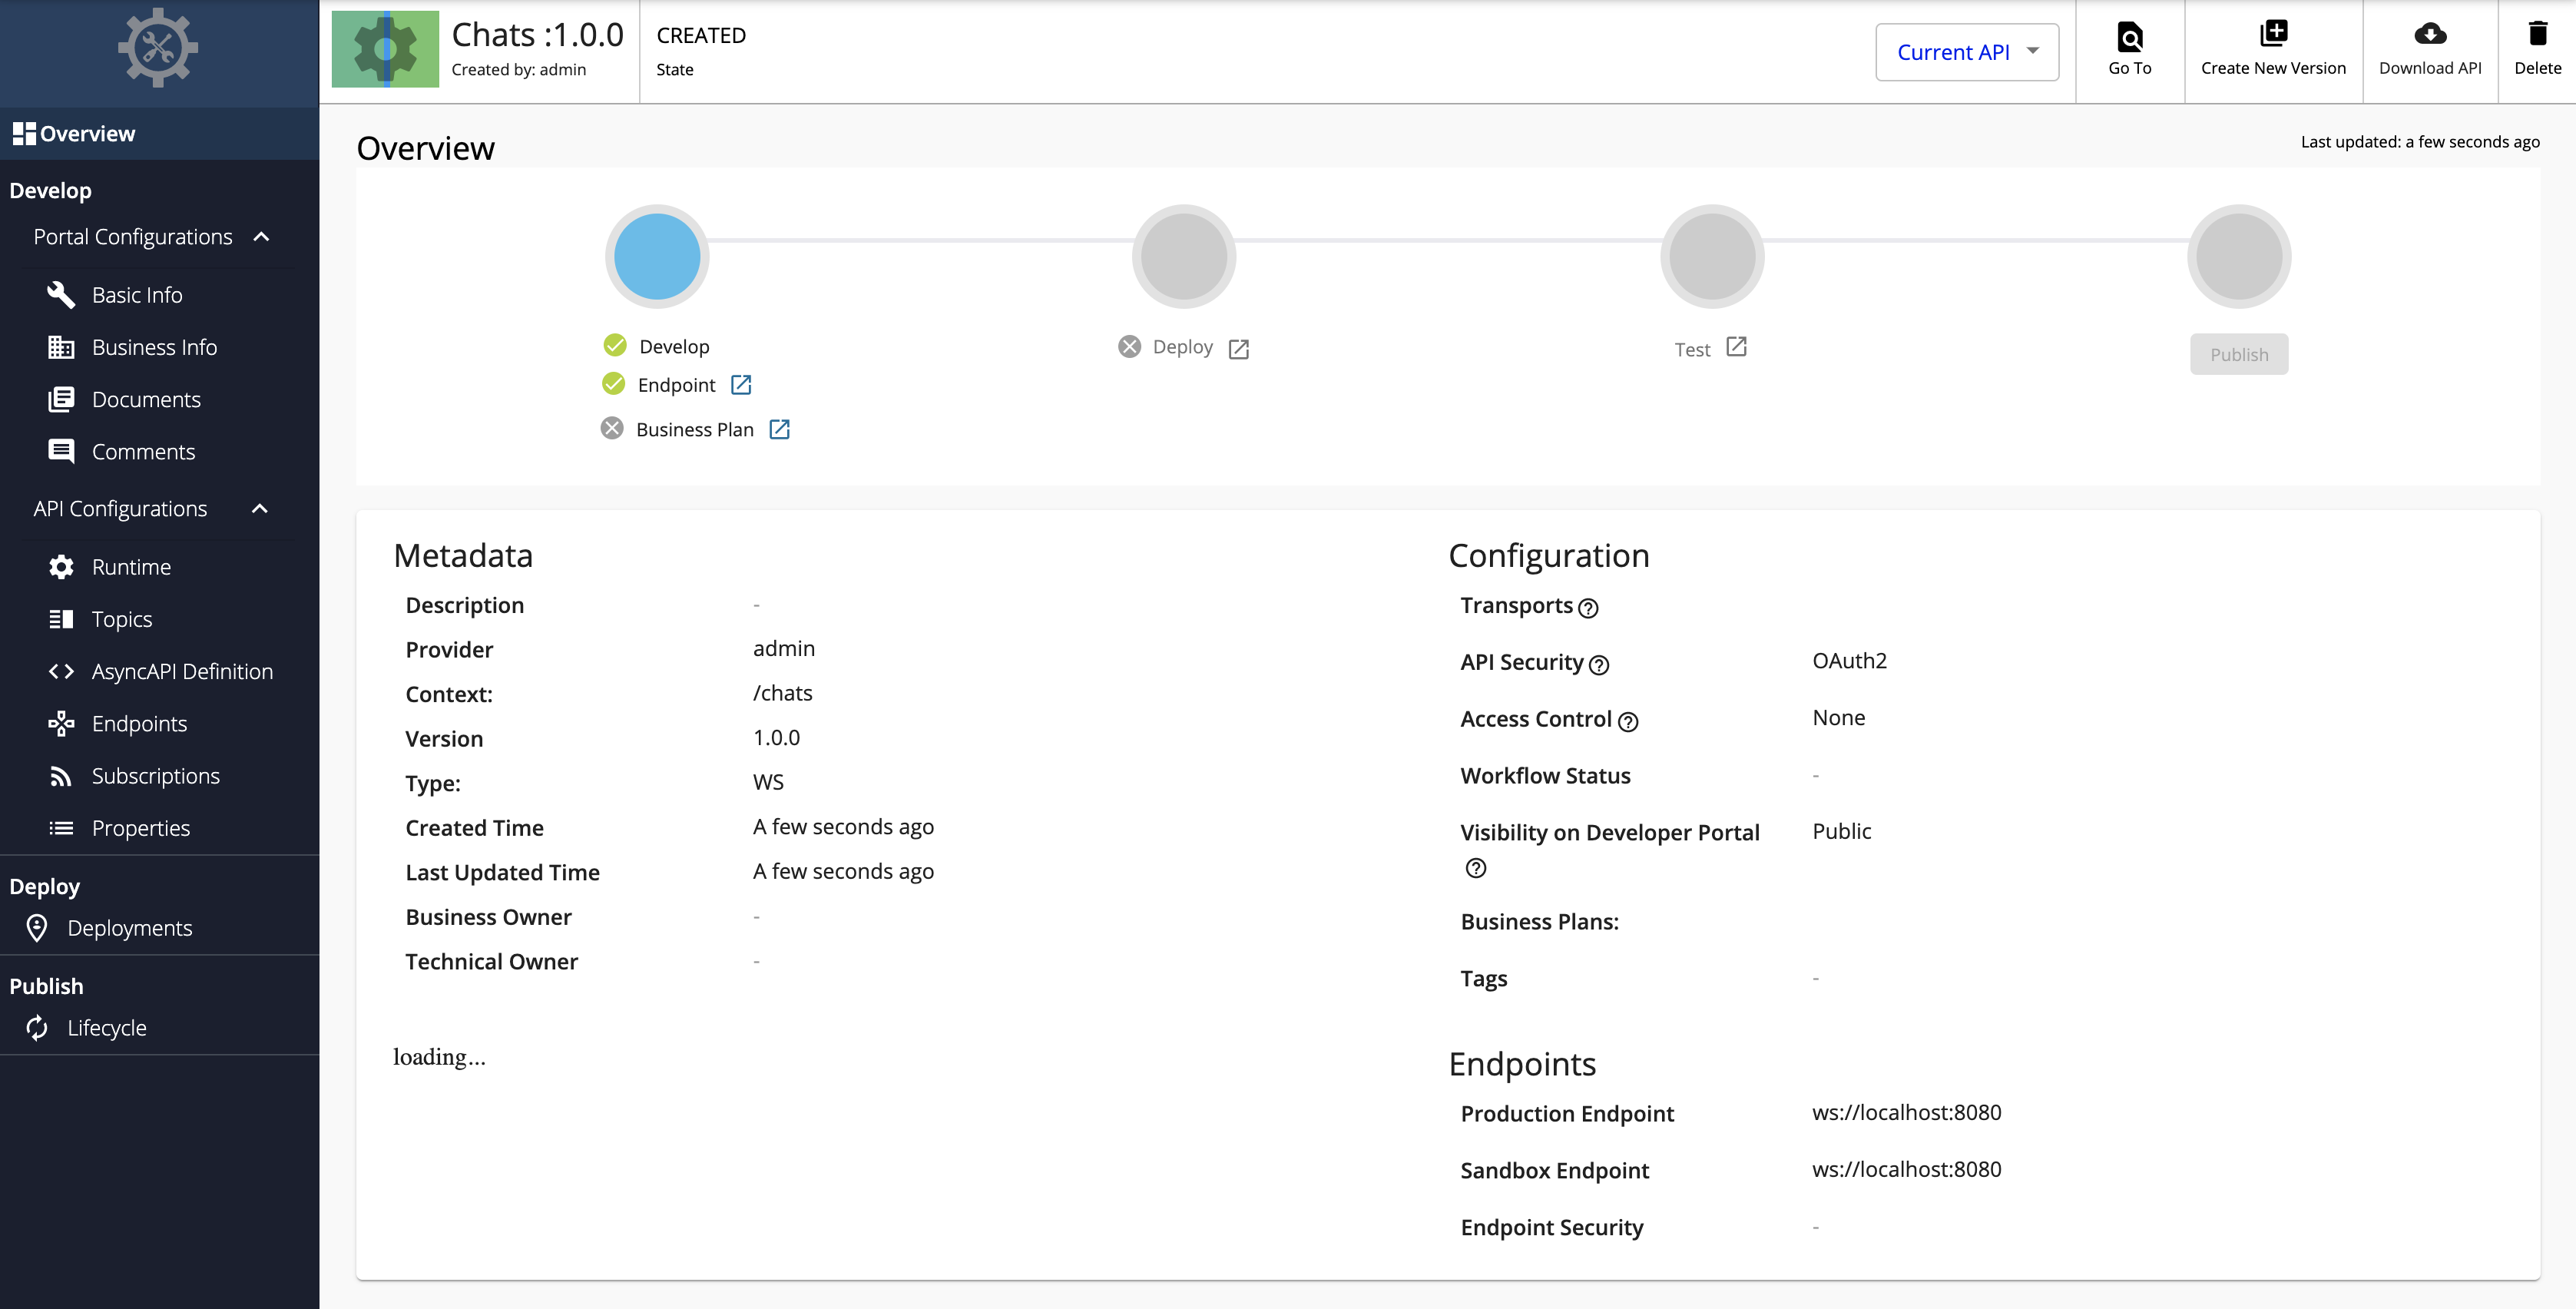 Chats :1.0.0
Created by: admin
CREATED
State
Current API
Go To
Create New Version
Download API
Delete
Overview
Develop
Portal Configurations
Basic Info
Business Info
Documents
Comments
API Configurations
Runtime
Topics
AsyncAPI Definition
Endpoints
Subscriptions
Properties
Deploy
Deployments
Publish
Lifecycle
Overview
Last updated: a few seconds ago
Develop
Endpoint
Business Plan
Deploy
Test
Publish
Metadata
Description -
Provider admin
Context: /chats
Version 1.0.0
Type: WS
Created Time A few seconds ago
Last Updated Time A few seconds ago
Business Owner -
Technical Owner -
loading...
Configuration
Transports
API Security OAuth2
Access Control None
Workflow Status -
Visibility on Developer Portal Public
Business Plans:
Tags -
Endpoints
Production Endpoint ws://localhost:8080
Sandbox Endpoint ws://localhost:8080
Endpoint Security -